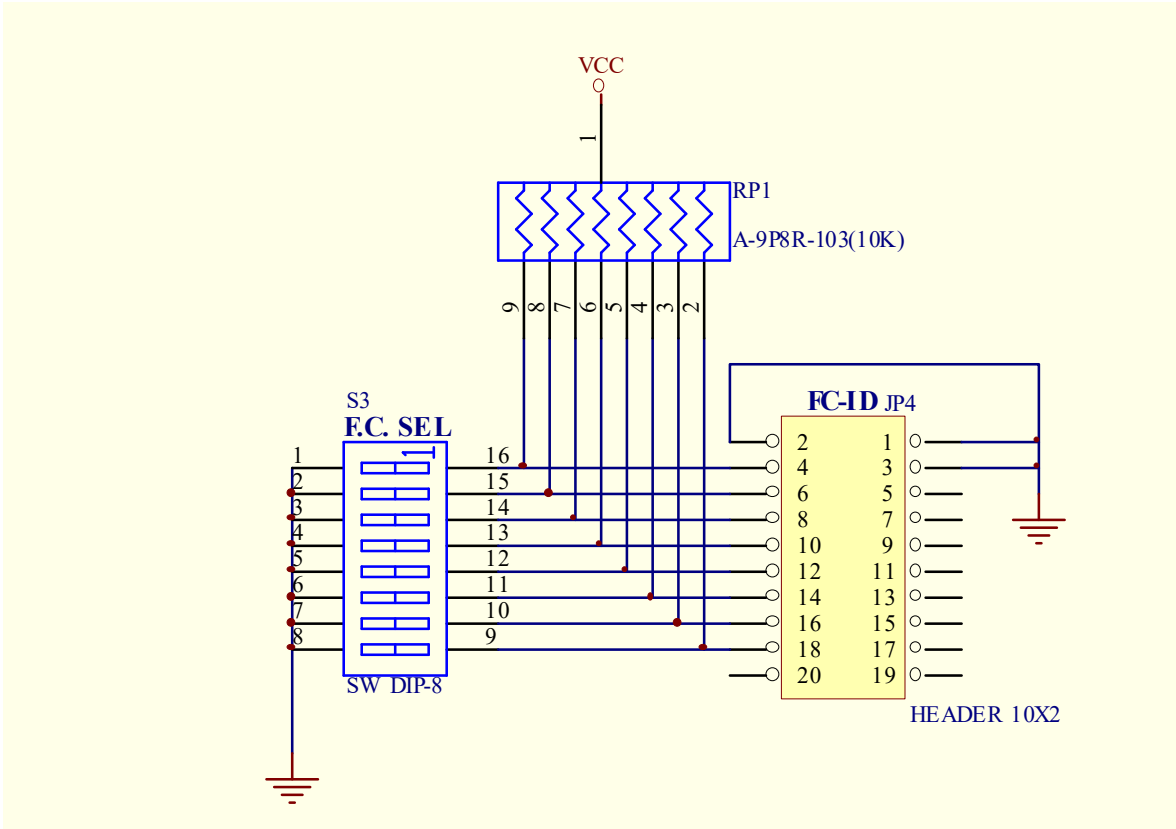 VCC
1
RP1
A-9P8R-103(10K)
9 8 7 6 5 4 3 2
S3
F.C. SEL
FC-ID JP4
1
1 16 2 1
2 15 4 3
3 14 6 5
4 13 8 7
5 12 10 9
6 11 12 11
7 10 14 13
8 9 16 15
18 17
20 19
SW DIP-8
HEADER 10X2